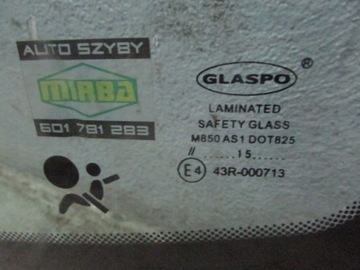 AUTO SZYBY
MIRBA
601 781 283
GLASPO ®
LAMINATED
SAFETY GLASS
M850 AS1 DOT825
//......15......
E4 43R-000713